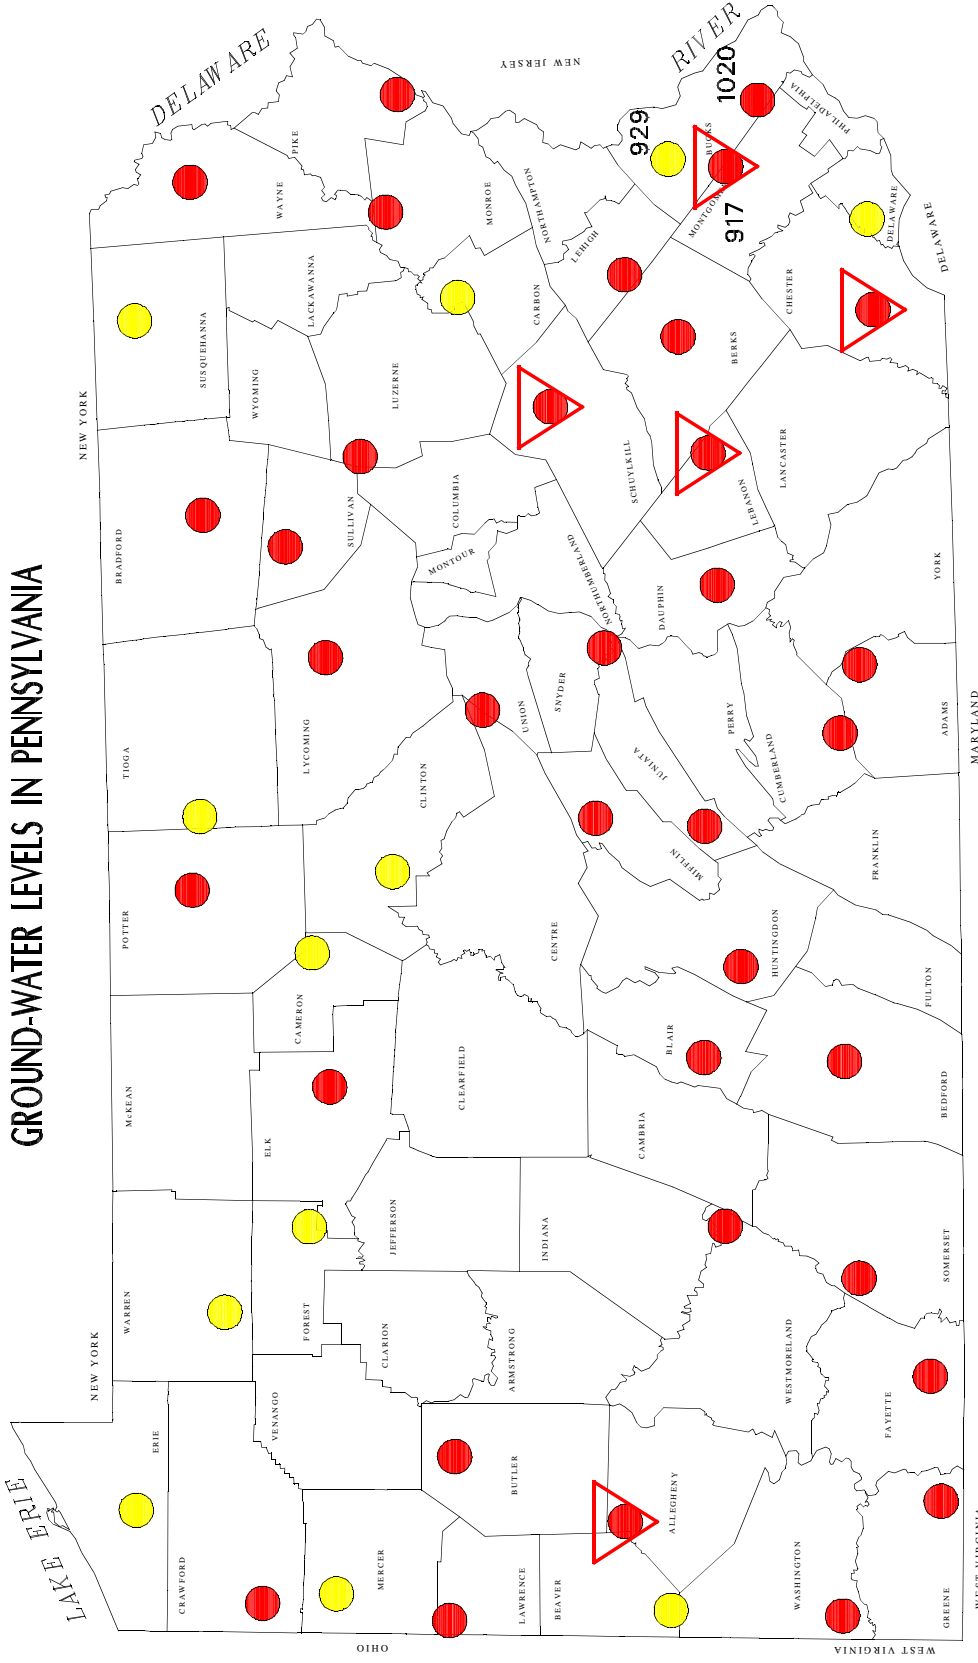 GROUND-WATER LEVELS IN PENNSYLVANIA
LAKE ERIE
NEW YORK
NEW YORK
DELAWARE
RIVER
NEW JERSEY
ERIE
WARREN
McKEAN
POTTER
TIOGA
BRADFORD
SUSQUEHANNA
WAYNE
PIKE
CRAWFORD
VENANGO
FOREST
ELK
CAMERON
LYCOMING
SULLIVAN
WYOMING
LACKAWANNA
MERCER
CLARION
JEFFERSON
CLEARFIELD
CLINTON
MONTOUR
COLUMBIA
LUZERNE
MONROE
CARBON
NORTHAMPTON
LAWRENCE
BUTLER
ARMSTRONG
INDIANA
CENTRE
UNION
SNYDER
NORTHUMBERLAND
SCHUYLKILL
LEHIGH
BEAVER
ALLEGHENY
CAMBRIA
BLAIR
HUNTINGDON
MIFFLIN
JUNIATA
PERRY
DAUPHIN
LEBANON
BERKS
MONTGOM
BUCKS
929
1020
917
PHILADELPHIA
WASHINGTON
WESTMORELAND
CUMBERLAND
LANCASTER
CHESTER
DELAWARE
DELAWARE
GREENE
FAYETTE
SOMERSET
BEDFORD
FULTON
FRANKLIN
ADAMS
YORK
OHIO
WEST VIRGINIA
WEST VIRGINIA
MARYLAND